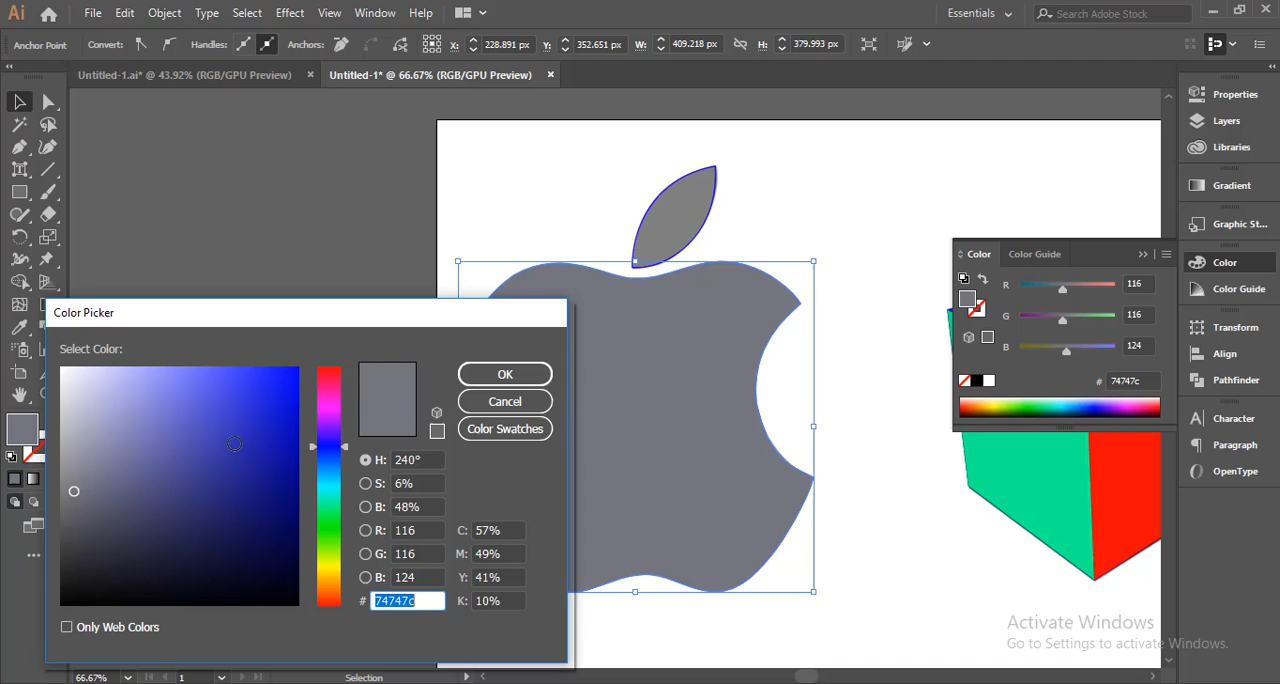 Ai File Edit Object Type Select Effect View Window Help Essentials Search Adobe Stock
Anchor Point Convert: Handles: Anchors: X: 228.891 px Y: 352.651 px W: 409.218 px H: 379.993 px
Untitled-1.ai* @ 43.92% (RGB/GPU Preview) × Untitled-1* @ 66.67% (RGB/GPU Preview) ×
Properties
Layers
Libraries
Gradient
Graphic St...
Color
Color Guide
Transform
Align
Pathfinder
Character
Paragraph
OpenType
Color Color Guide
R 116
G 116
B 124
# 74747c
Color Picker
Select Color:
OK
Cancel
Color Swatches
H: 240°
S: 6%
B: 48%
R: 116 C: 57%
G: 116 M: 49%
B: 124 Y: 41%
# 74747c K: 10%
Only Web Colors
Activate Windows
Go to Settings to activate Windows.
66.67% 1 Selection